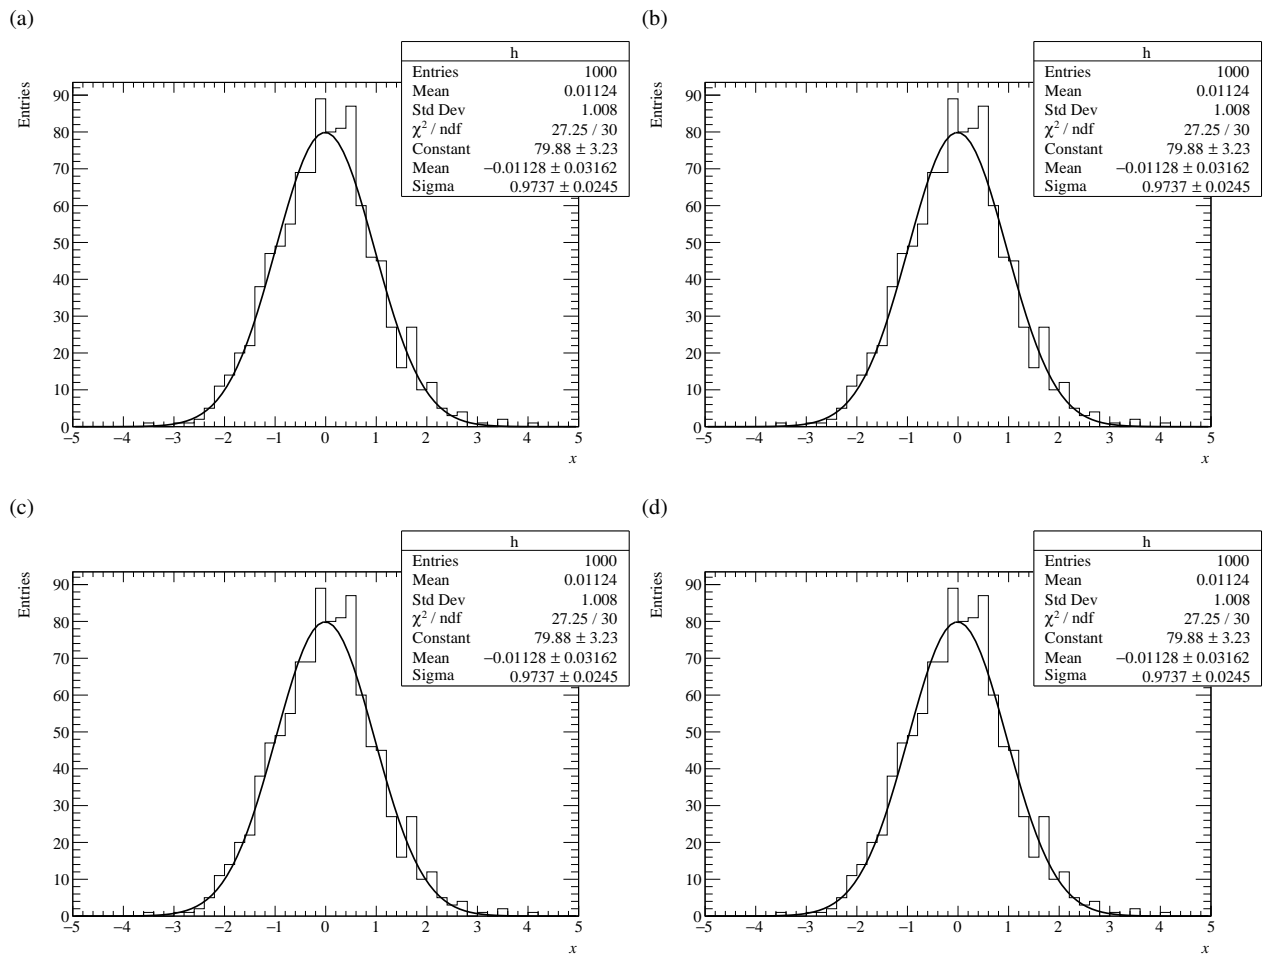 (a)
h
Entries 1000
Mean 0.01124
Std Dev 1.008
χ² / ndf 27.25 / 30
Constant 79.88 ± 3.23
Mean −0.01128 ± 0.03162
Sigma 0.9737 ± 0.0245
Entries
90
80
70
60
50
40
30
20
10
0
−5 −4 −3 −2 −1 0 1 2 3 4 5
x
(b)
h
Entries 1000
Mean 0.01124
Std Dev 1.008
χ² / ndf 27.25 / 30
Constant 79.88 ± 3.23
Mean −0.01128 ± 0.03162
Sigma 0.9737 ± 0.0245
Entries
90
80
70
60
50
40
30
20
10
0
−5 −4 −3 −2 −1 0 1 2 3 4 5
x
(c)
h
Entries 1000
Mean 0.01124
Std Dev 1.008
χ² / ndf 27.25 / 30
Constant 79.88 ± 3.23
Mean −0.01128 ± 0.03162
Sigma 0.9737 ± 0.0245
Entries
90
80
70
60
50
40
30
20
10
0
−5 −4 −3 −2 −1 0 1 2 3 4 5
x
(d)
h
Entries 1000
Mean 0.01124
Std Dev 1.008
χ² / ndf 27.25 / 30
Constant 79.88 ± 3.23
Mean −0.01128 ± 0.03162
Sigma 0.9737 ± 0.0245
Entries
90
80
70
60
50
40
30
20
10
0
−5 −4 −3 −2 −1 0 1 2 3 4 5
x